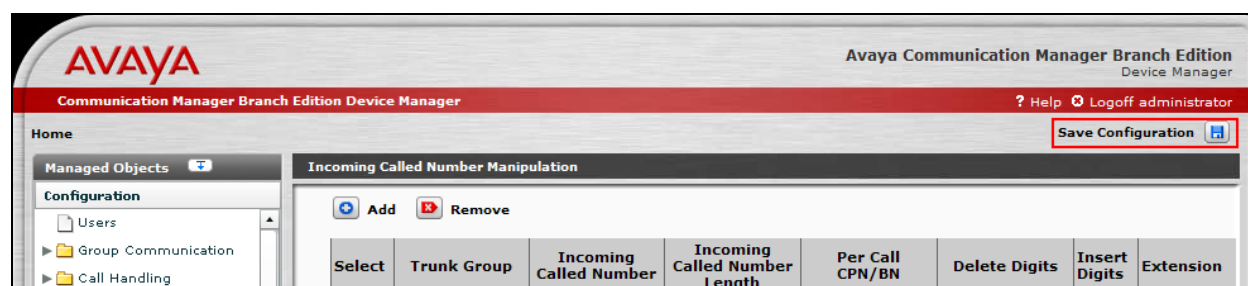 AVAYA
Avaya Communication Manager Branch Edition
Device Manager
Communication Manager Branch Edition Device Manager
? Help Logoff administrator
Home
Save Configuration
Managed Objects
Incoming Called Number Manipulation
Configuration
Users
Group Communication
Call Handling
Add Remove
Select Trunk Group Incoming Called Number Incoming Called Number Length Per Call CPN/BN Delete Digits Insert Digits Extension